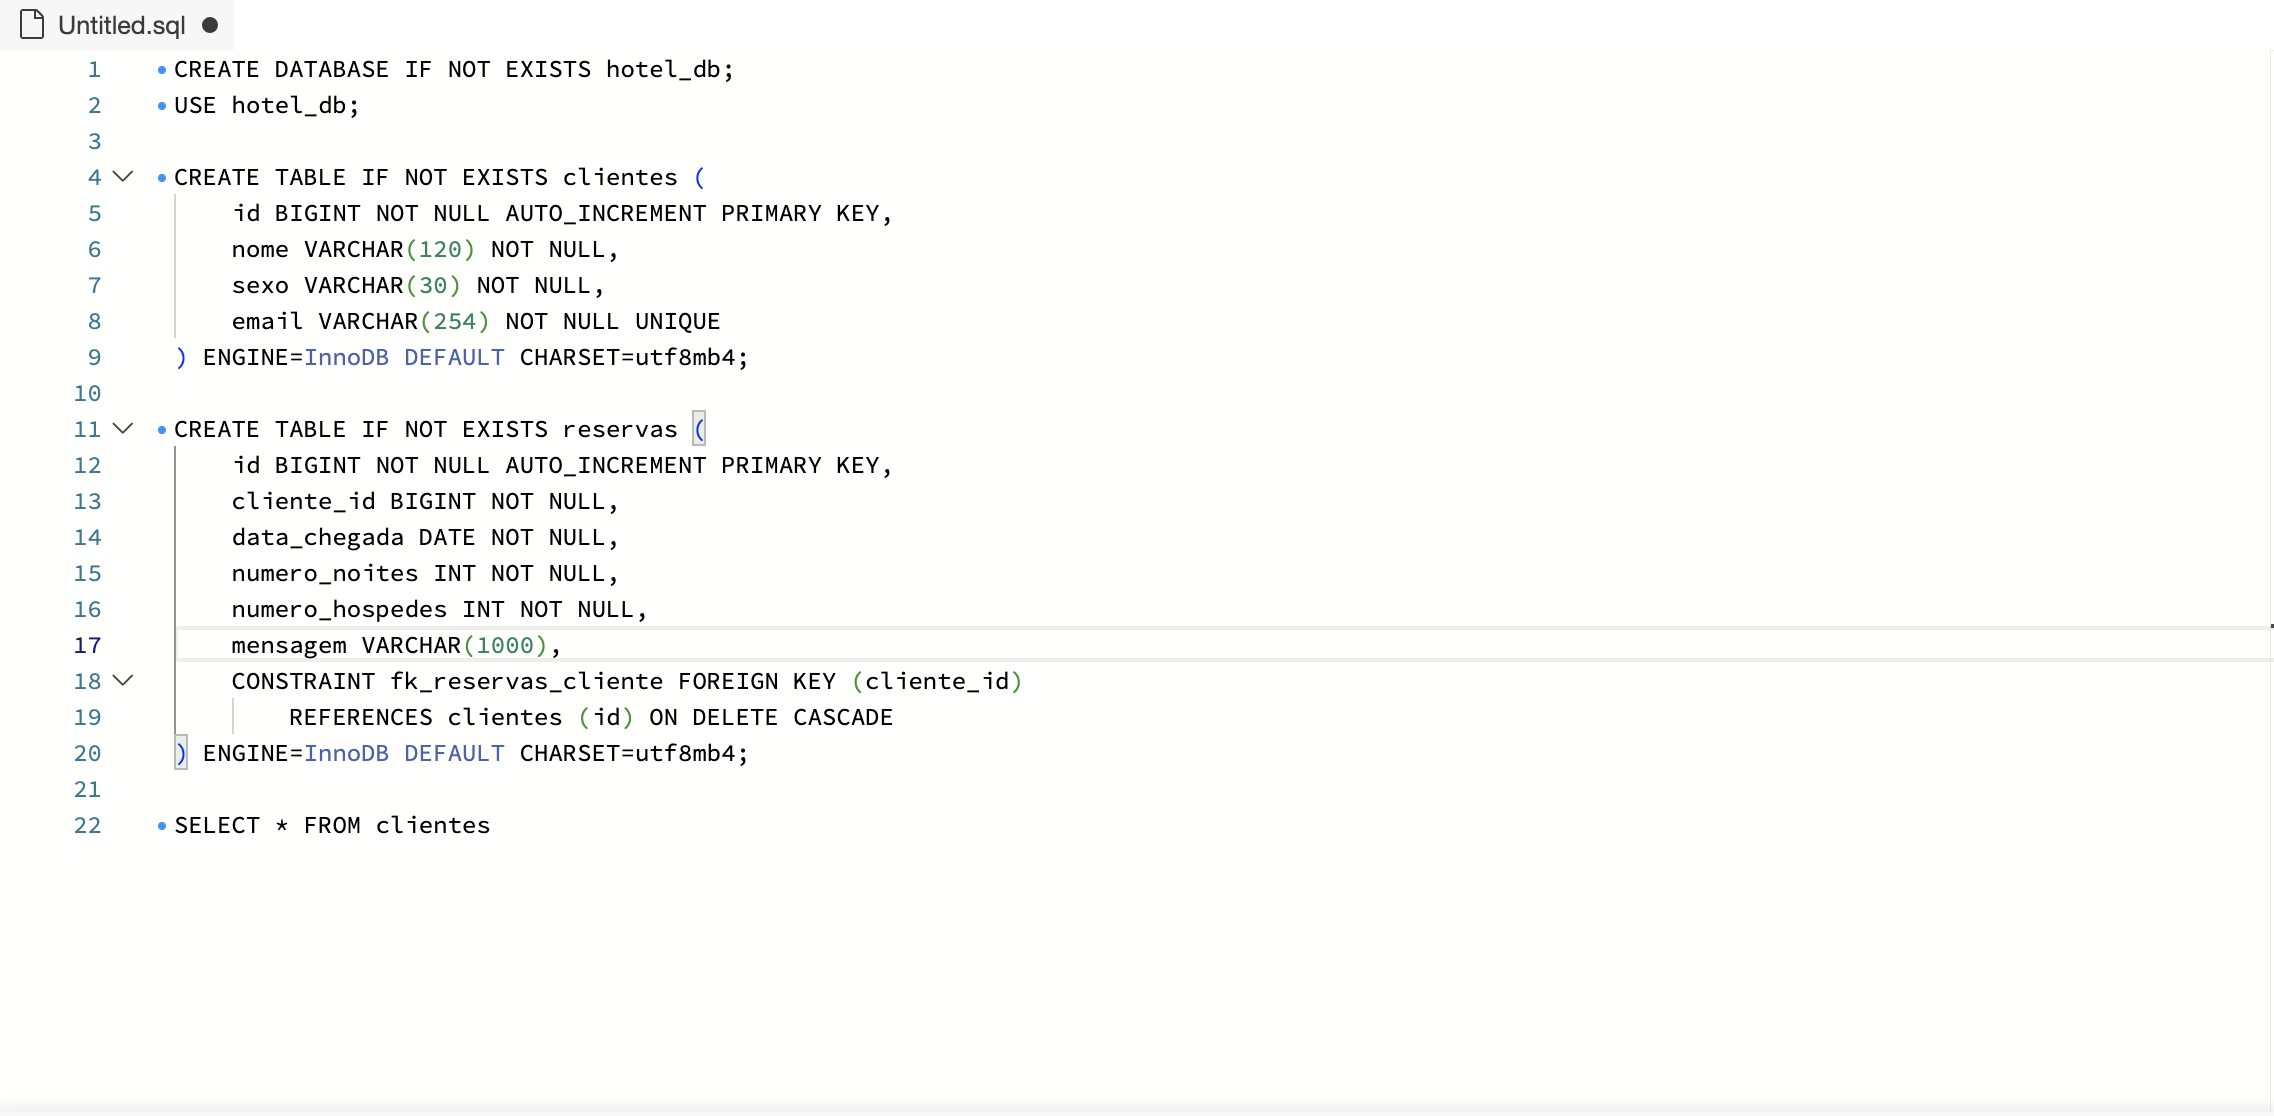 Untitled.sql
1 CREATE DATABASE IF NOT EXISTS hotel_db;
2 USE hotel_db;
3
4 CREATE TABLE IF NOT EXISTS clientes (
5     id BIGINT NOT NULL AUTO_INCREMENT PRIMARY KEY,
6     nome VARCHAR(120) NOT NULL,
7     sexo VARCHAR(30) NOT NULL,
8     email VARCHAR(254) NOT NULL UNIQUE
9 ) ENGINE=InnoDB DEFAULT CHARSET=utf8mb4;
10
11 CREATE TABLE IF NOT EXISTS reservas (
12     id BIGINT NOT NULL AUTO_INCREMENT PRIMARY KEY,
13     cliente_id BIGINT NOT NULL,
14     data_chegada DATE NOT NULL,
15     numero_noites INT NOT NULL,
16     numero_hospedes INT NOT NULL,
17     mensagem VARCHAR(1000),
18     CONSTRAINT fk_reservas_cliente FOREIGN KEY (cliente_id)
19         REFERENCES clientes (id) ON DELETE CASCADE
20 ) ENGINE=InnoDB DEFAULT CHARSET=utf8mb4;
21
22 SELECT * FROM clientes